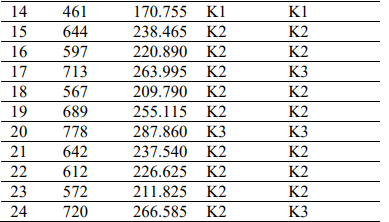 14 461 170.755 K1 K1
15 644 238.465 K2 K2
16 597 220.890 K2 K2
17 713 263.995 K2 K3
18 567 209.790 K2 K2
19 689 255.115 K2 K2
20 778 287.860 K3 K3
21 642 237.540 K2 K2
22 612 226.625 K2 K2
23 572 211.825 K2 K2
24 720 266.585 K2 K3